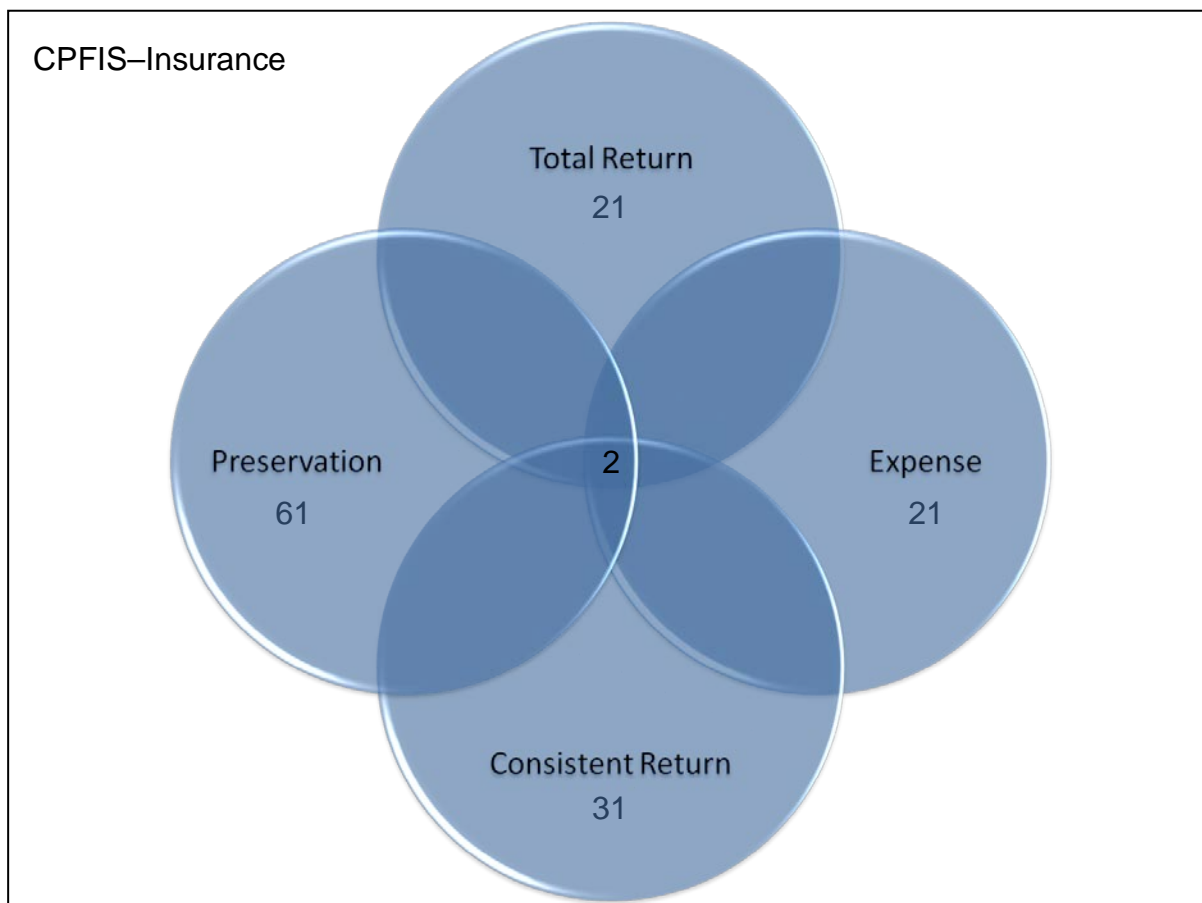 CPFIS–Insurance
Total Return
21
Preservation
61
2
Expense
21
Consistent Return
31